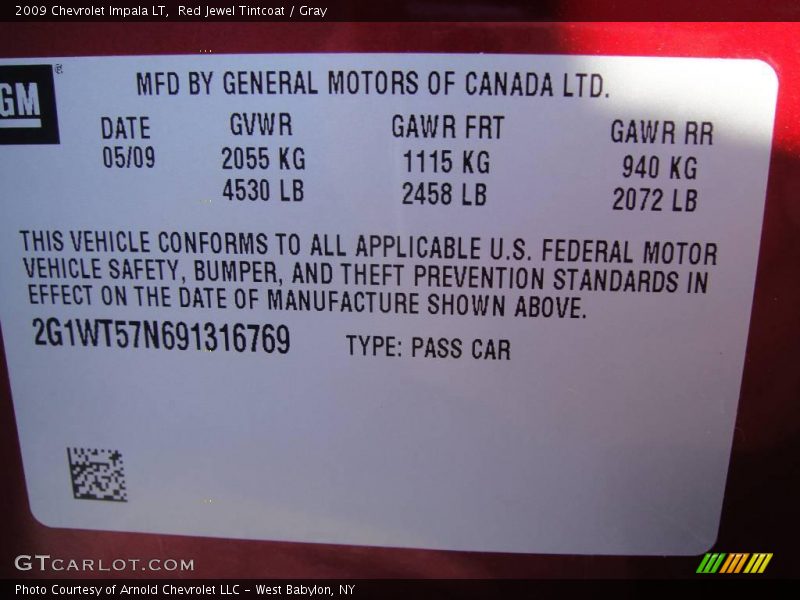 2009 Chevrolet Impala LT,  Red Jewel Tintcoat / Gray
GM
MFD BY GENERAL MOTORS OF CANADA LTD.
DATE GVWR GAWR FRT GAWR RR
05/09 2055 KG 1115 KG 940 KG
4530 LB 2458 LB 2072 LB
THIS VEHICLE CONFORMS TO ALL APPLICABLE U.S. FEDERAL MOTOR
VEHICLE SAFETY, BUMPER, AND THEFT PREVENTION STANDARDS IN
EFFECT ON THE DATE OF MANUFACTURE SHOWN ABOVE.
2G1WT57N691316769 TYPE: PASS CAR
GTCARLOT.COM
Photo Courtesy of Arnold Chevrolet LLC - West Babylon, NY